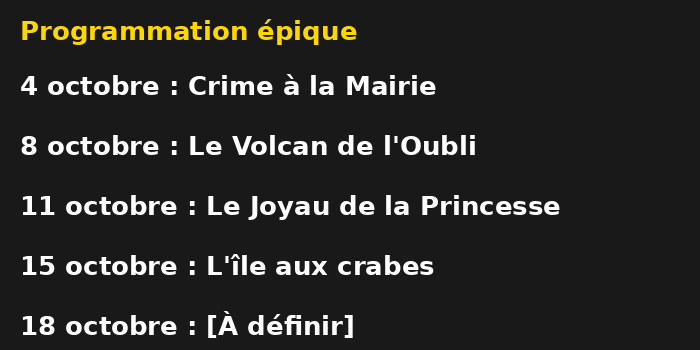 Programmation épique
4 octobre : Crime à la Mairie
8 octobre : Le Volcan de l'Oubli
11 octobre : Le Joyau de la Princesse
15 octobre : L'île aux crabes
18 octobre : [À définir]